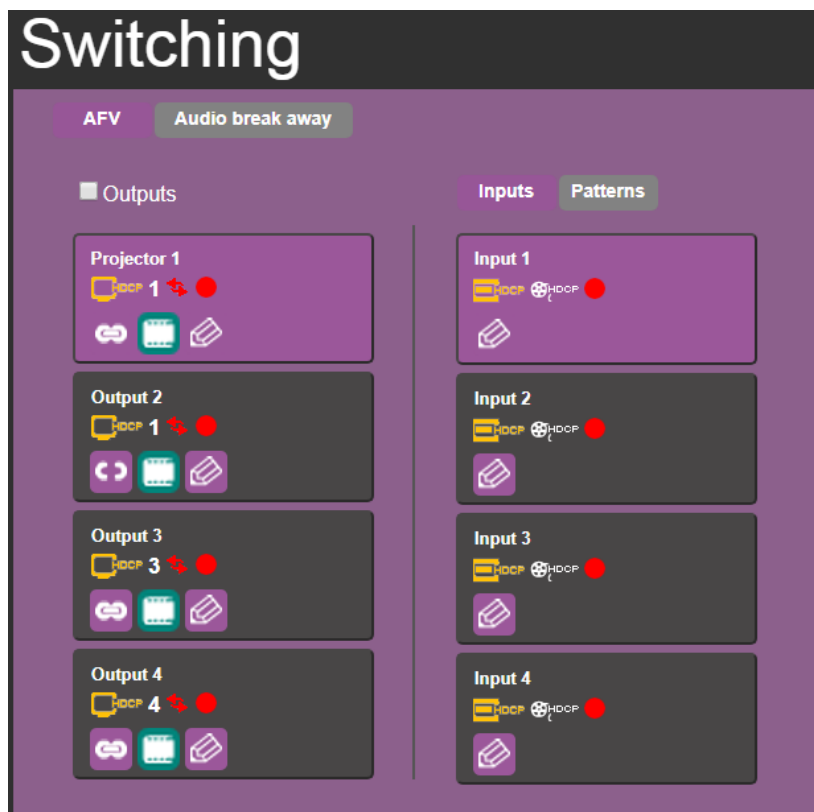 Switching
AFV Audio break away
Outputs
Inputs Patterns
Projector 1
HDCP 1
Output 2
HDCP 1
Output 3
HDCP 3
Output 4
HDCP 4
Input 1
HDCP HDCP
Input 2
HDCP HDCP
Input 3
HDCP HDCP
Input 4
HDCP HDCP